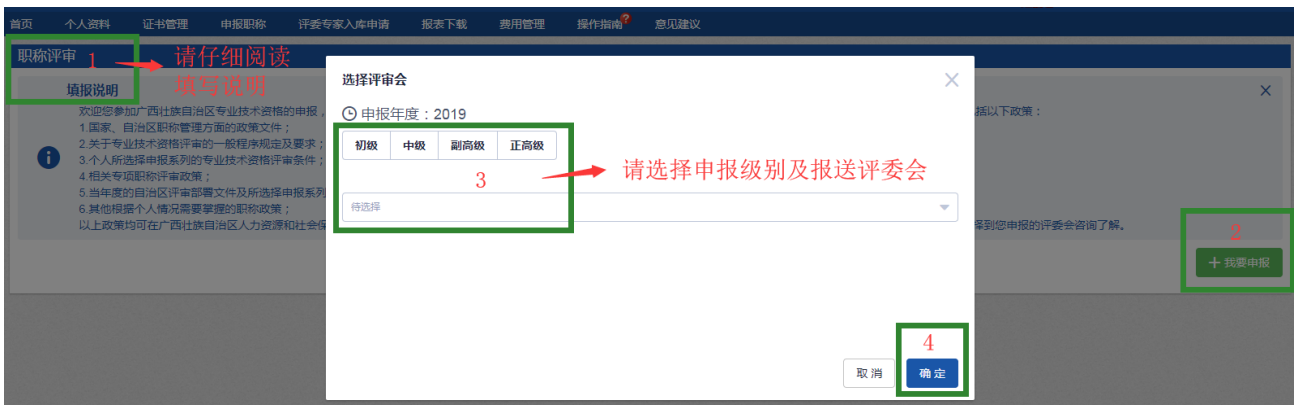 首页 个人资料 证书管理 申报职称 评委专家入库申请 报表下载 费用管理 操作指南? 意见建议
职称评审 1 请仔细阅读
填写说明
填报说明
欢迎您参加广西壮族自治区专业技术资格的申报，
括以下政策：
1.国家、自治区职称管理方面的政策文件；
2.关于专业技术资格评审的一般程序规定及要求；
3.个人所选择申报系列的专业技术资格评审条件；
4.相关专项职称评审政策；
5.当年度的自治区评审部署文件及所选择申报系列
6.其他根据个人情况需要掌握的职称政策；
以上政策均可在广西壮族自治区人力资源和社会保
择到您申报的评委会咨询了解。
选择评审会
申报年度：2019
初级 中级 副高级 正高级
3 请选择申报级别及报送评委会
待选择
2
+ 我要申报
4
取消 确定